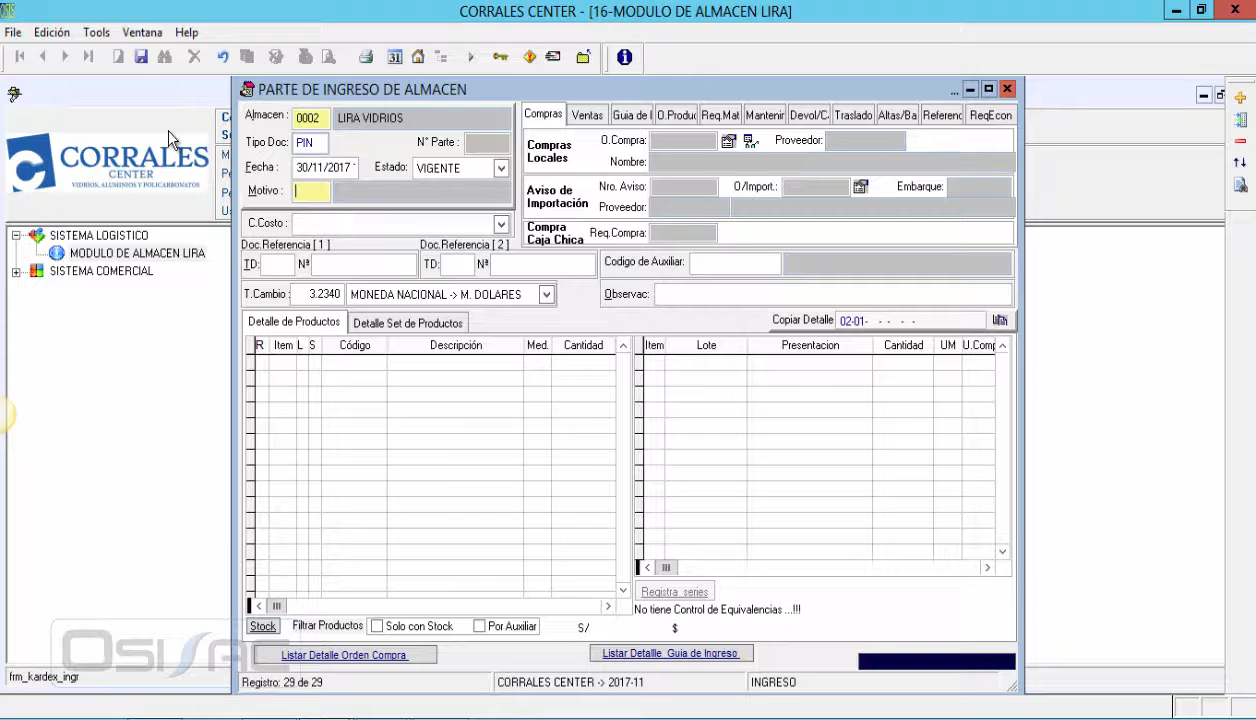 CORRALES CENTER - [16-MODULO DE ALMACEN LIRA]
File Edición Tools Ventana Help
31
PARTE DE INGRESO DE ALMACEN
...
CORRALES
CENTER
VIDRIOS, ALUMINIOS Y POLICARBONATOS
SISTEMA LOGISTICO
MODULO DE ALMACEN LIRA
SISTEMA COMERCIAL
Almacen : 0002 LIRA VIDRIOS
Tipo Doc: PIN N° Parte :
Fecha : 30/11/2017 Estado: VIGENTE
Motivo :
C.Costo :
Doc.Referencia [ 1 ] Doc.Referencia [ 2 ]
TD: Nª TD: Nª
T.Cambio : 3.2340 MONEDA NACIONAL -> M. DOLARES
Compras Ventas Guia de I O.Produc Req.Mat Mantenir Devol/C. Traslado Altas/Ba Referenc ReqEcon
Compras Locales O.Compra: Proveedor:
Nombre:
Aviso de Importación Nro. Aviso: O/Import.: Embarque:
Proveedor:
Compra Caja Chica Req.Compra:
Codigo de Auxiliar:
Observac:
Detalle de Productos Detalle Set de Productos
Copiar Detalle 02-01- - - - -
R Item L S Código Descripción Med. Cantidad
Item Lote Presentacion Cantidad UM U.Comp
Registra series
No tiene Control de Equivalencias ...!!!
Stock Filtrar Productos Solo con Stock Por Auxiliar S/ $
Listar Detalle Orden Compra Listar Detallle Guia de Ingreso
OSISAC
frm_kardex_ingr
Registro: 29 de 29 CORRALES CENTER -> 2017-11 INGRESO